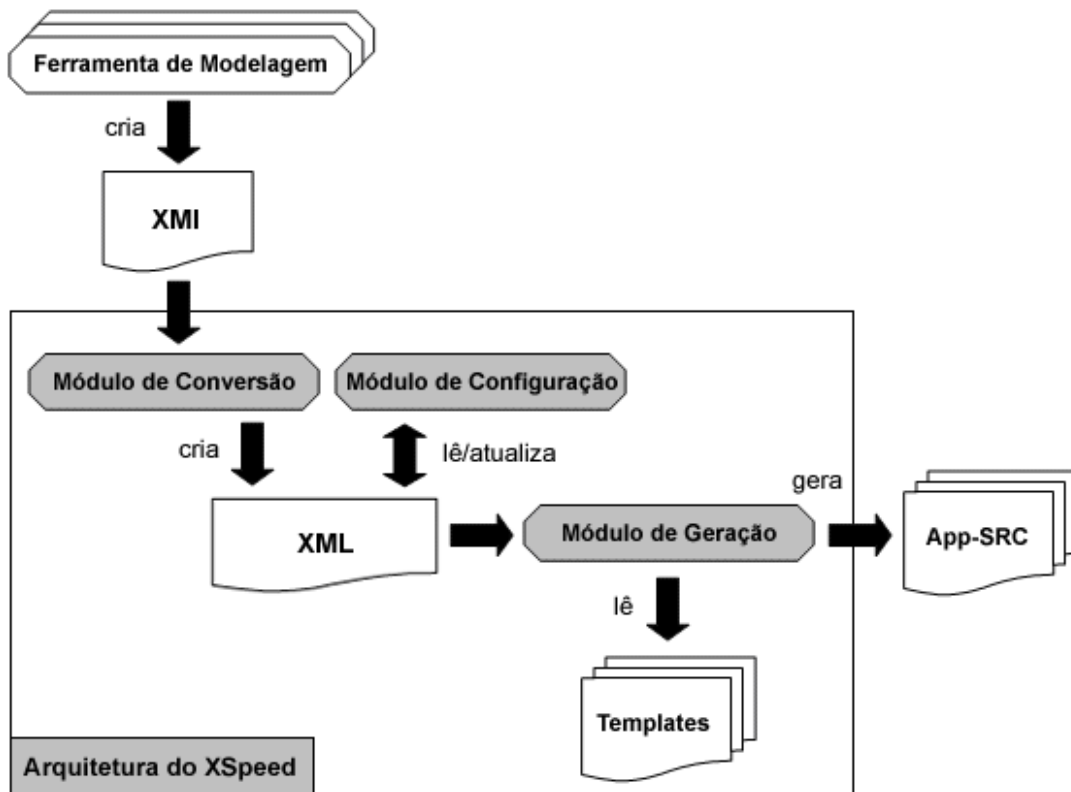 Ferramenta de Modelagem
cria
XMI
Módulo de Conversão
Módulo de Configuração
cria
lê/atualiza
gera
XML
Módulo de Geração
App-SRC
lê
Templates
Arquitetura do XSpeed